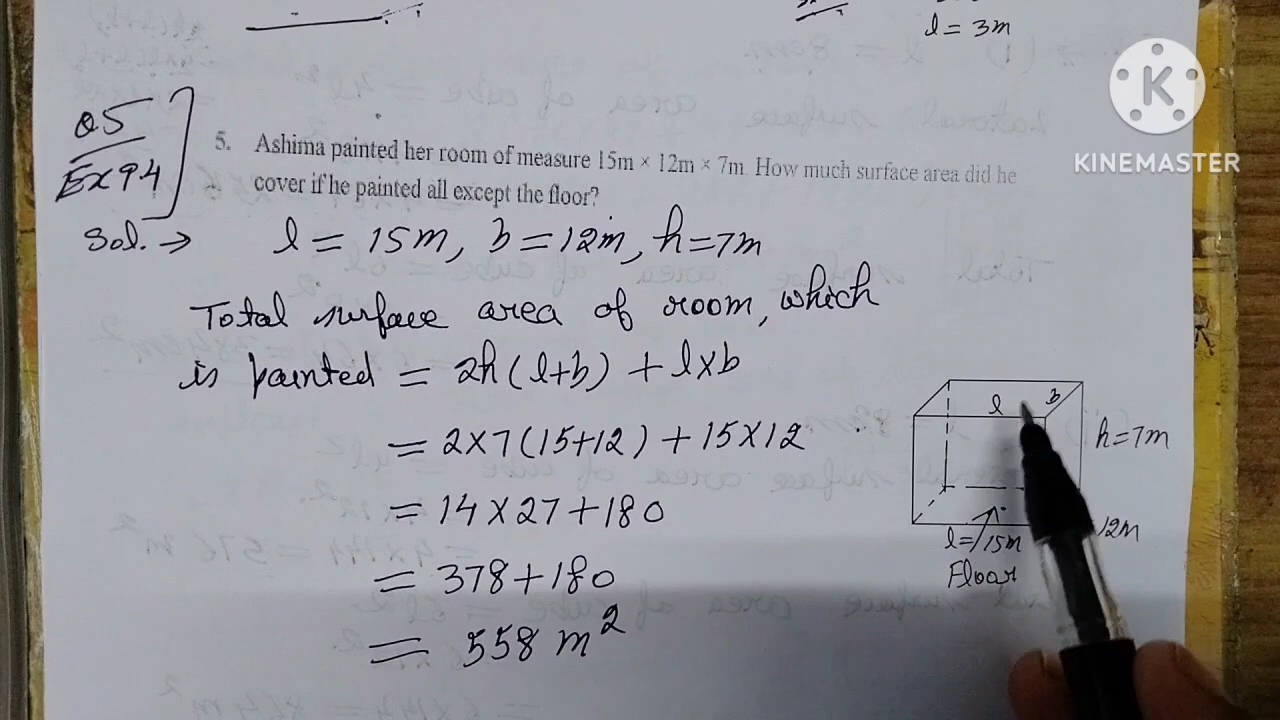 l = 3m
K
KINEMASTER
Q5
Ex 9.4
5. Ashima painted her room of measure 15m × 12m × 7m. How much surface area did he
cover if he painted all except the floor?
Sol. → l = 15m, b = 12m, h = 7m
Total surface area of room, which
is painted = 2h (l+b) + l×b
= 2×7(15+12) + 15×12
= 14×27+180
= 378+180
= 558 m²
l b
h = 7m
12m
l = 15m
Floar